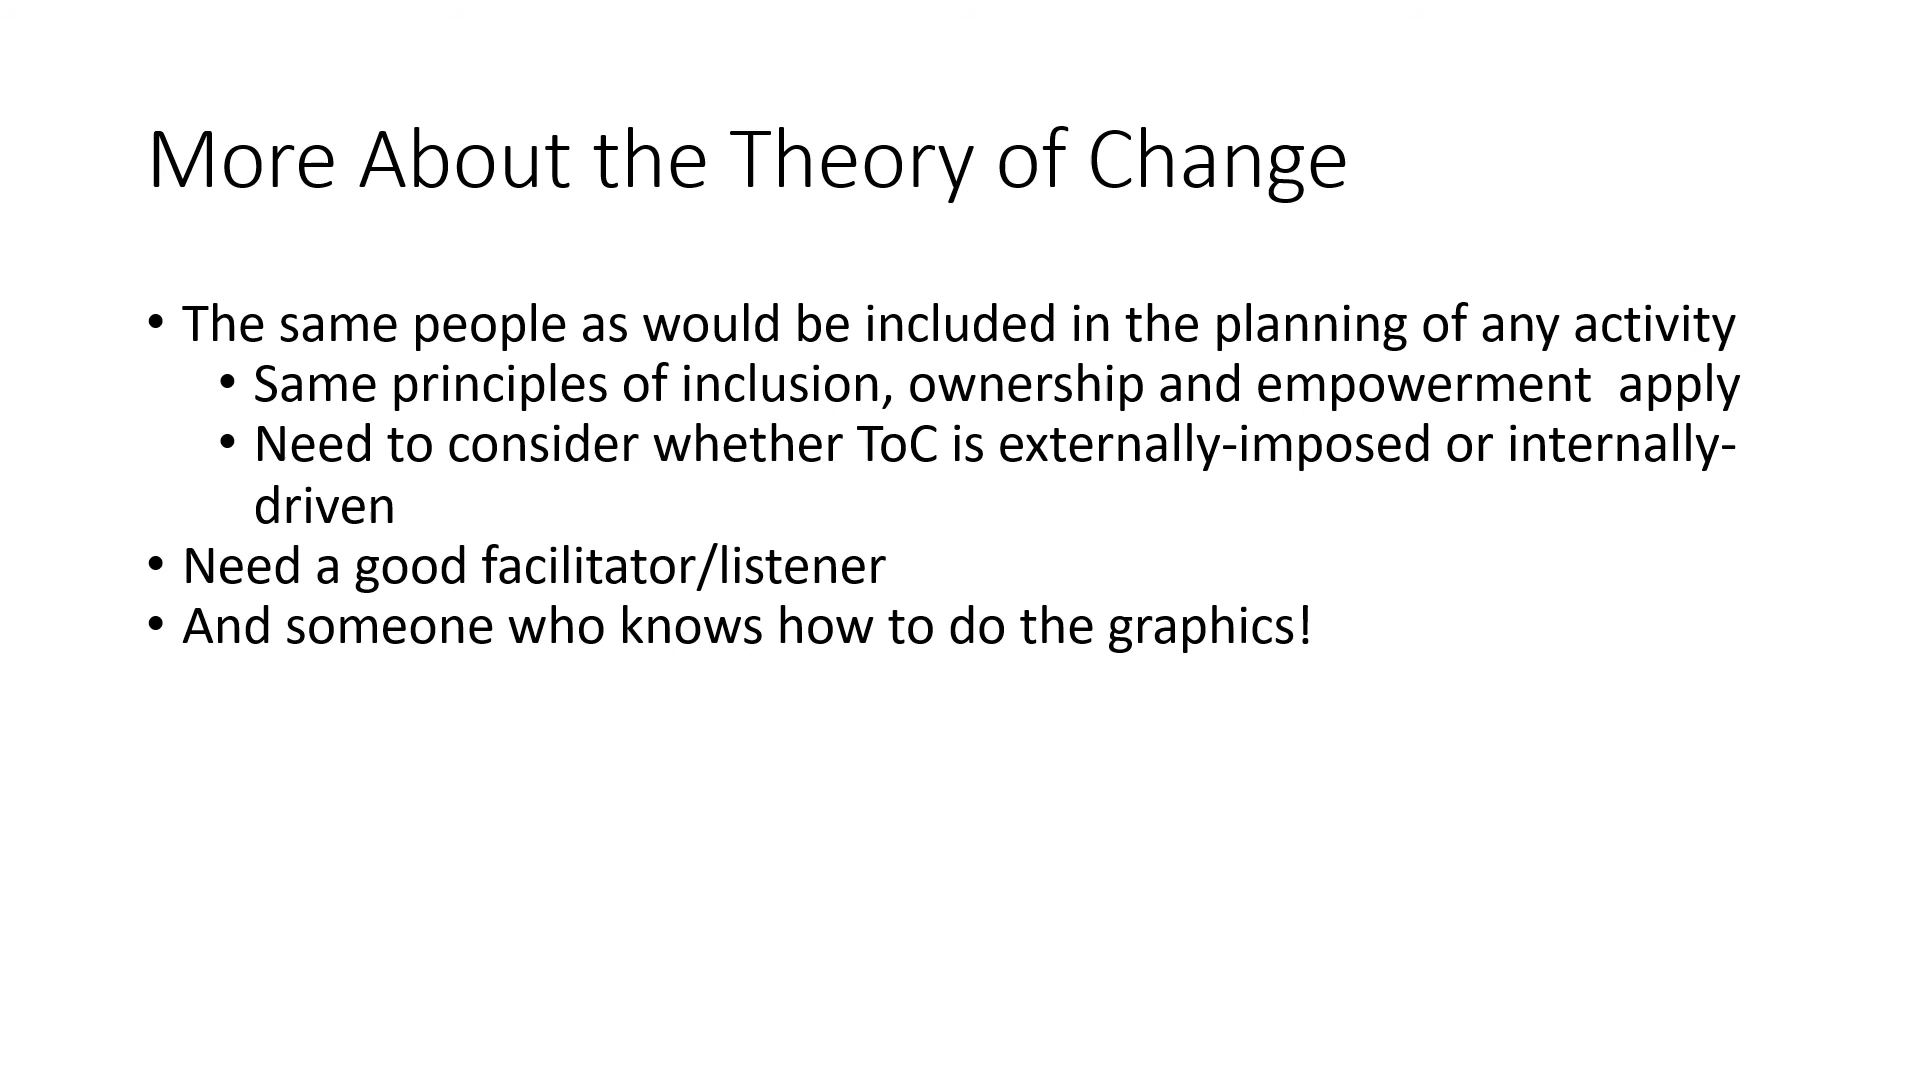 More About the Theory of Change
• The same people as would be included in the planning of any activity
• Same principles of inclusion, ownership and empowerment  apply
• Need to consider whether ToC is externally-imposed or internally-
driven
• Need a good facilitator/listener
• And someone who knows how to do the graphics!